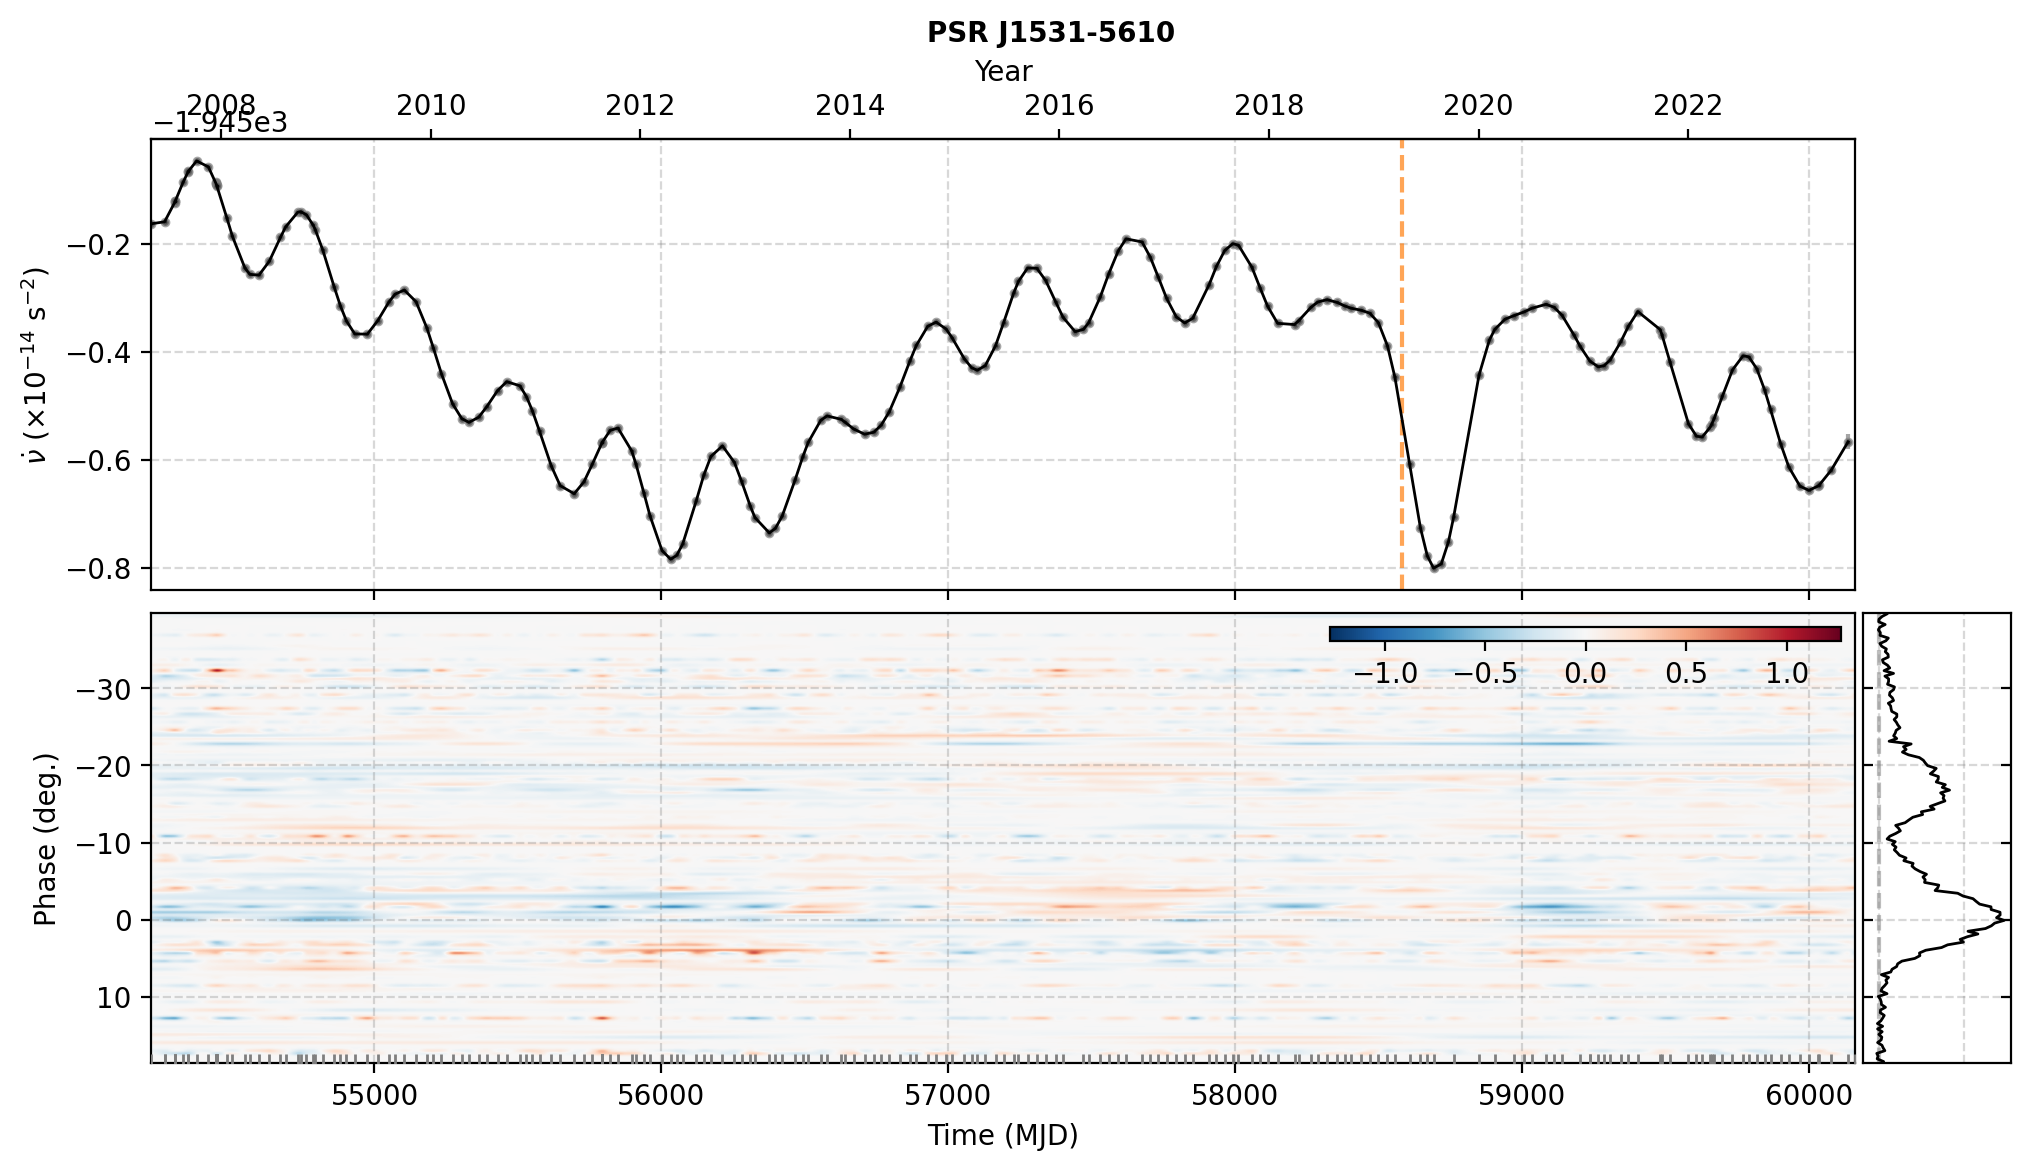 PSR J1531-5610
Year
2008 2010 2012 2014 2016 2018 2020 2022
−1.945e3
−0.2
−0.4
−0.6
−0.8
ν̇ (×10⁻¹⁴ s⁻²)
−1.0 −0.5 0.0 0.5 1.0
−30
−20
−10
0
10
Phase (deg.)
55000 56000 57000 58000 59000 60000
Time (MJD)